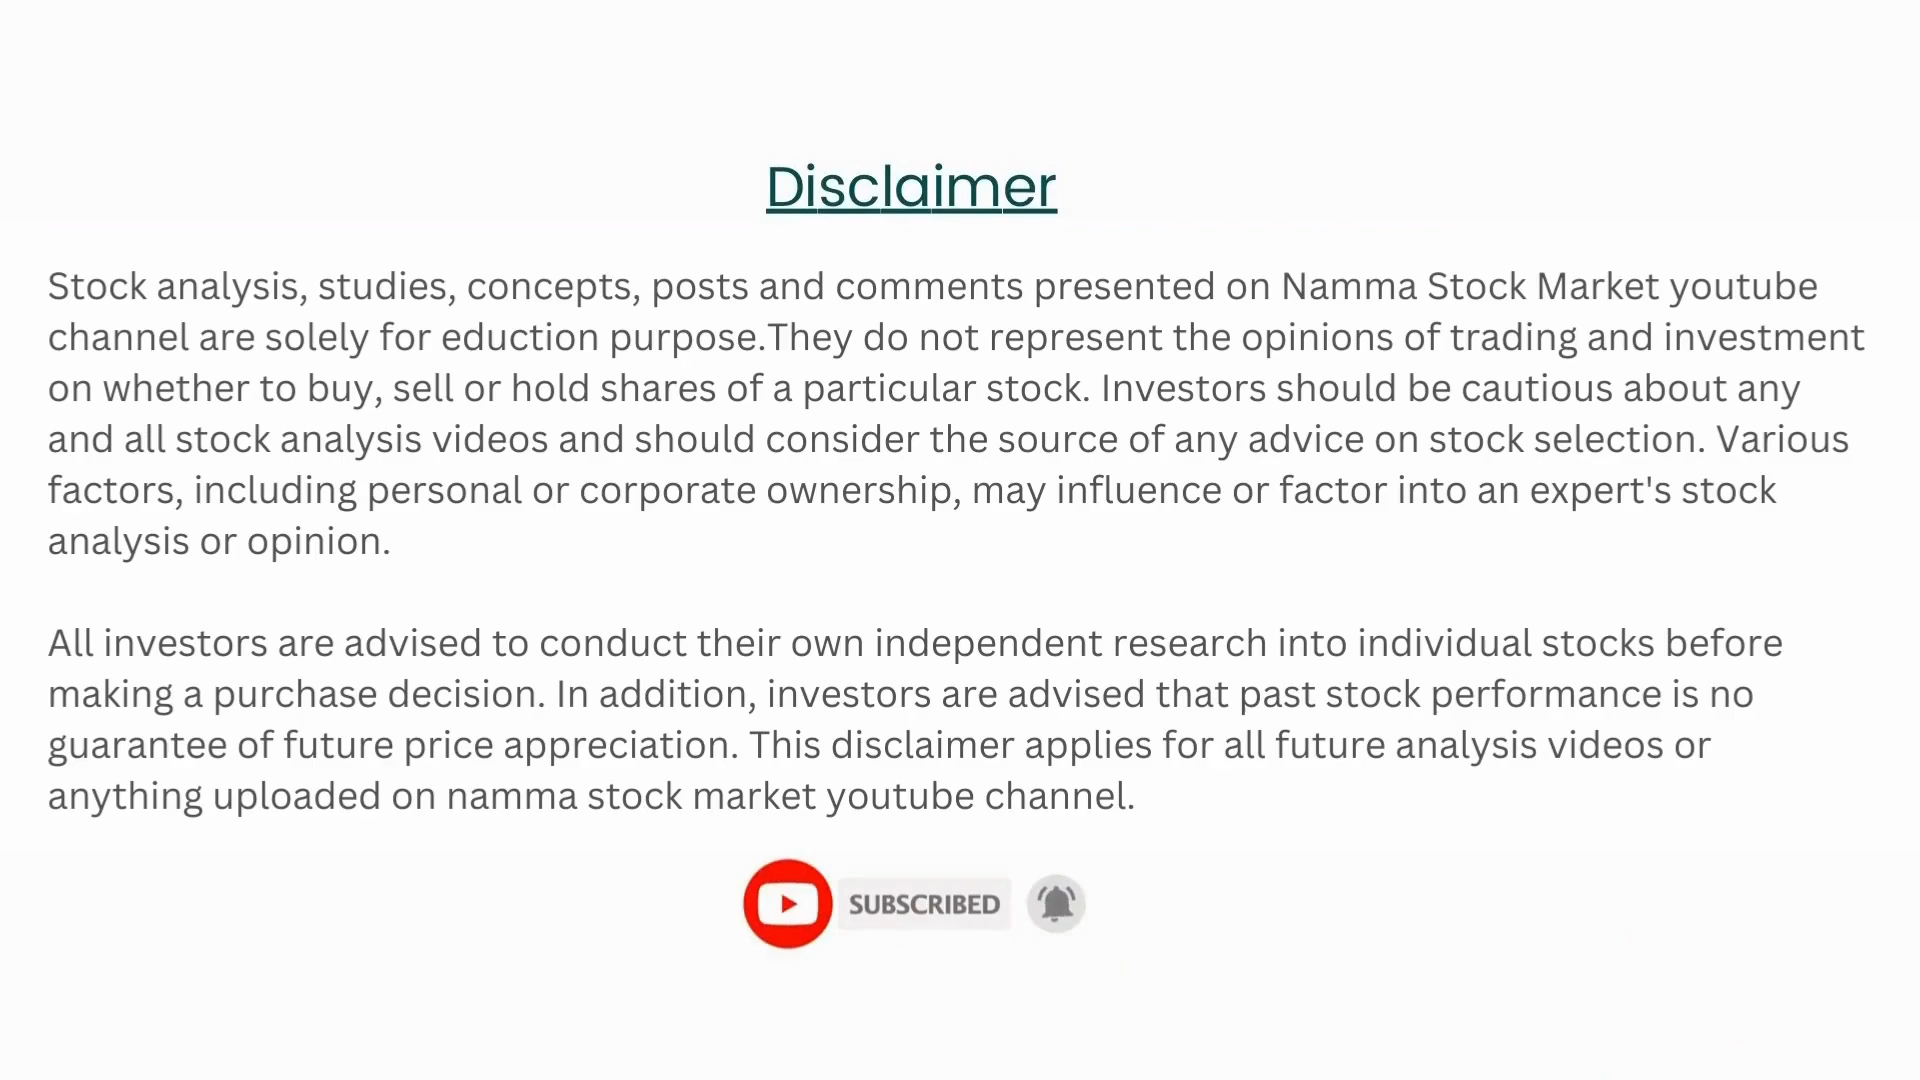 Disclaimer
Stock analysis, studies, concepts, posts and comments presented on Namma Stock Market youtube
channel are solely for eduction purpose.They do not represent the opinions of trading and investment
on whether to buy, sell or hold shares of a particular stock. Investors should be cautious about any
and all stock analysis videos and should consider the source of any advice on stock selection. Various
factors, including personal or corporate ownership, may influence or factor into an expert's stock
analysis or opinion.
All investors are advised to conduct their own independent research into individual stocks before
making a purchase decision. In addition, investors are advised that past stock performance is no
guarantee of future price appreciation. This disclaimer applies for all future analysis videos or
anything uploaded on namma stock market youtube channel.
SUBSCRIBED